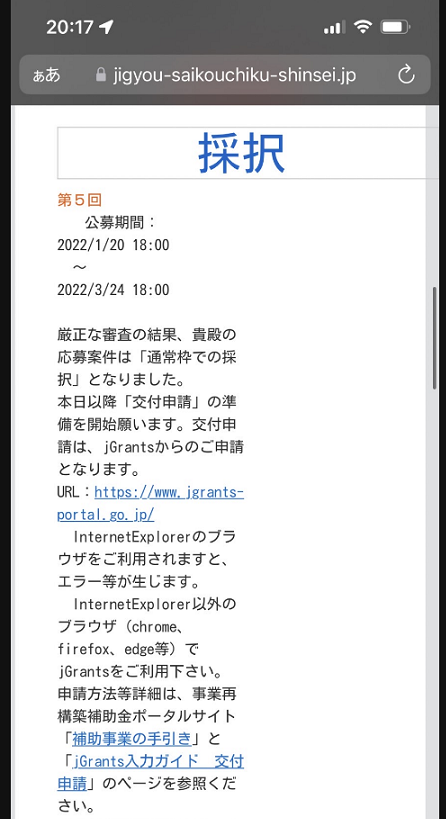 20:17
ぁあ jigyou-saikouchiku-shinsei.jp
採択
第５回
公募期間：
2022/1/20 18:00
～
2022/3/24 18:00
厳正な審査の結果、貴殿の
応募案件は「通常枠での採
択」となりました。
本日以降「交付申請」の準
備を開始願います。交付申
請は、jGrantsからのご申請
となります。
URL：https://www.jgrants-
portal.go.jp/
InternetExplorerのブラ
ウザをご利用されますと、
エラー等が生じます。
InternetExplorer以外の
ブラウザ（chrome、
firefox、edge等）で
jGrantsをご利用下さい。
申請方法等詳細は、事業再
構築補助金ポータルサイト
「補助事業の手引き」と
「jGrants入力ガイド　交付
申請」のページを参照くだ
さい。